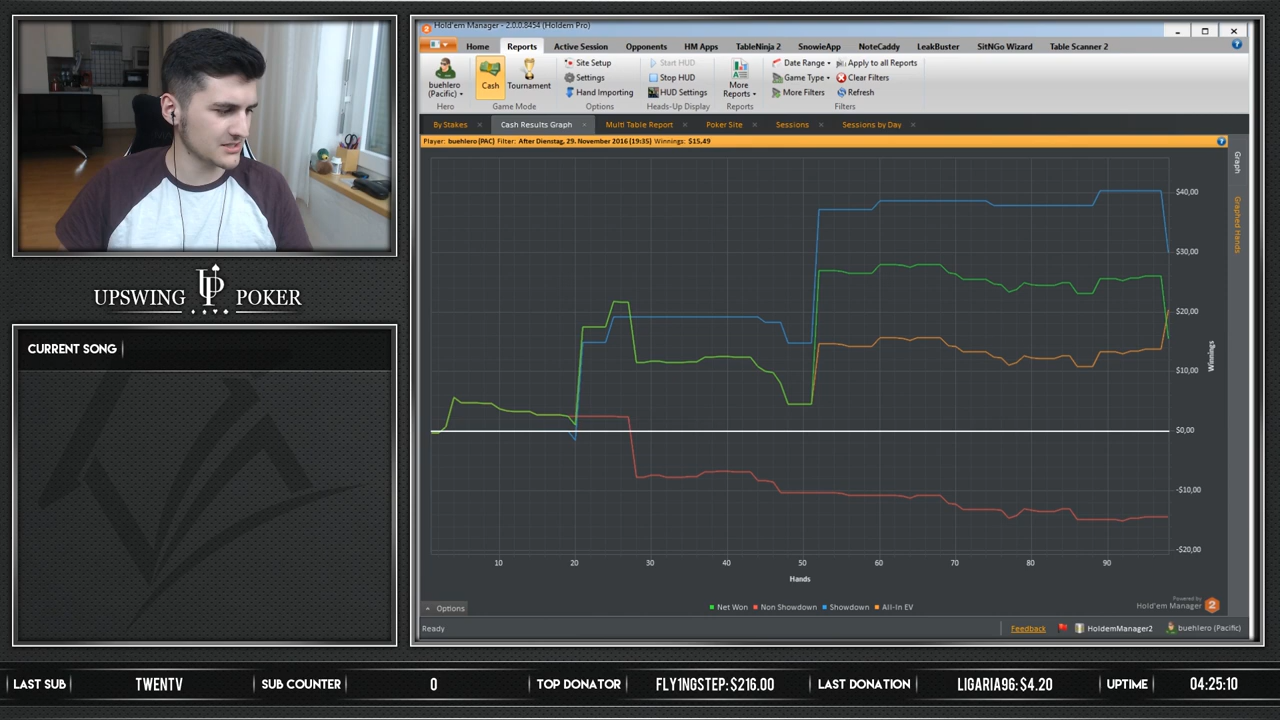 UPSWING UP POKER
CURRENT SONG
Hold'em Manager - 2.0.0.8454 (Holdem Pro)
Home
Reports
Active Session
Opponents
HM Apps
TableNinja 2
SnowieApp
NoteCaddy
LeakBuster
SitNGo Wizard
Table Scanner 2
buehlero
(Pacific)
Hero
Cash
Tournament
Game Mode
Site Setup
Settings
Hand Importing
Options
Start HUD
Stop HUD
HUD Settings
Heads-Up Display
More
Reports
Reports
Date Range
Game Type
More Filters
Apply to all Reports
Clear Filters
Refresh
Filters
By Stakes
Cash Results Graph
Multi Table Report
Poker Site
Sessions
Sessions by Day
Player: buehlero (PAC) Filter: After Dienstag, 29. November 2016 (19:35) Winnings: $15.49
Graph
Graphed Hands
$40,00
$30,00
$20,00
Winnings
$10,00
$0,00
-$10,00
-$20,00
10 20 30 40 50 60 70 80 90
Hands
Options
Net Won Non Showdown Showdown All-In EV
Powered by
Hold'em Manager 2
Ready
Feedback
HoldemManager2
buehlero (Pacific)
LAST SUB TWENTV SUB COUNTER 0 TOP DONATOR FLY1NGSTEP: $216.00 LAST DONATION LIGARIA96: $4.20 UPTIME 04:25:10